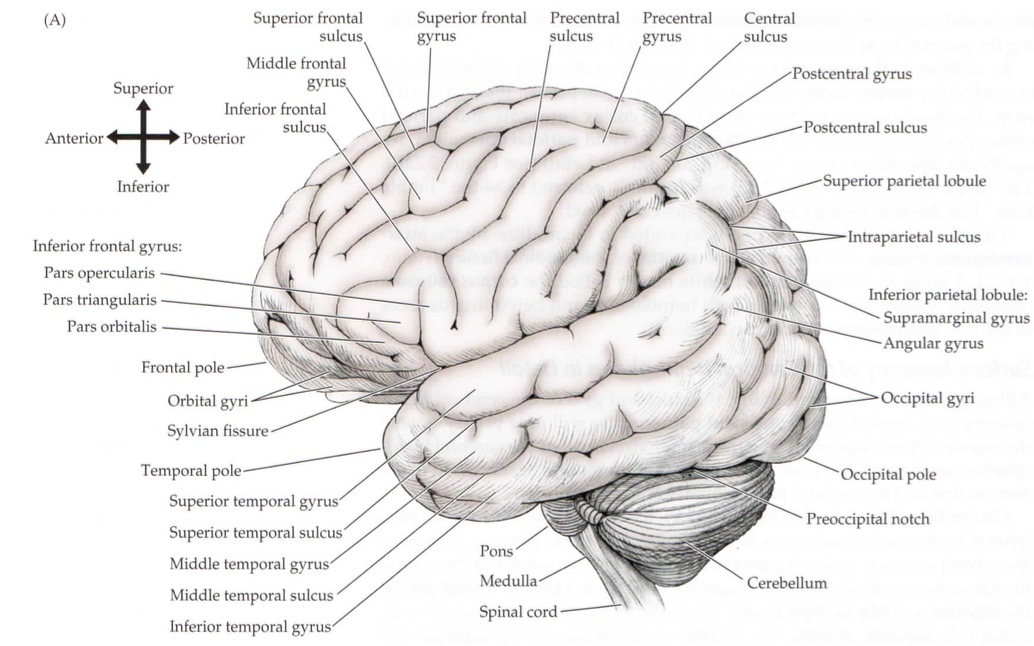 (A)
Superior frontal
sulcus
Superior frontal
gyrus
Precentral
sulcus
Precentral
gyrus
Central
sulcus
Middle frontal
gyrus
Inferior frontal
sulcus
Superior
Anterior
Posterior
Inferior
Postcentral gyrus
Postcentral sulcus
Superior parietal lobule
Intraparietal sulcus
Inferior parietal lobule:
Supramarginal gyrus
Angular gyrus
Occipital gyri
Occipital pole
Preoccipital notch
Cerebellum
Inferior frontal gyrus:
Pars opercularis
Pars triangularis
Pars orbitalis
Frontal pole
Orbital gyri
Sylvian fissure
Temporal pole
Superior temporal gyrus
Superior temporal sulcus
Middle temporal gyrus
Middle temporal sulcus
Inferior temporal gyrus
Pons
Medulla
Spinal cord